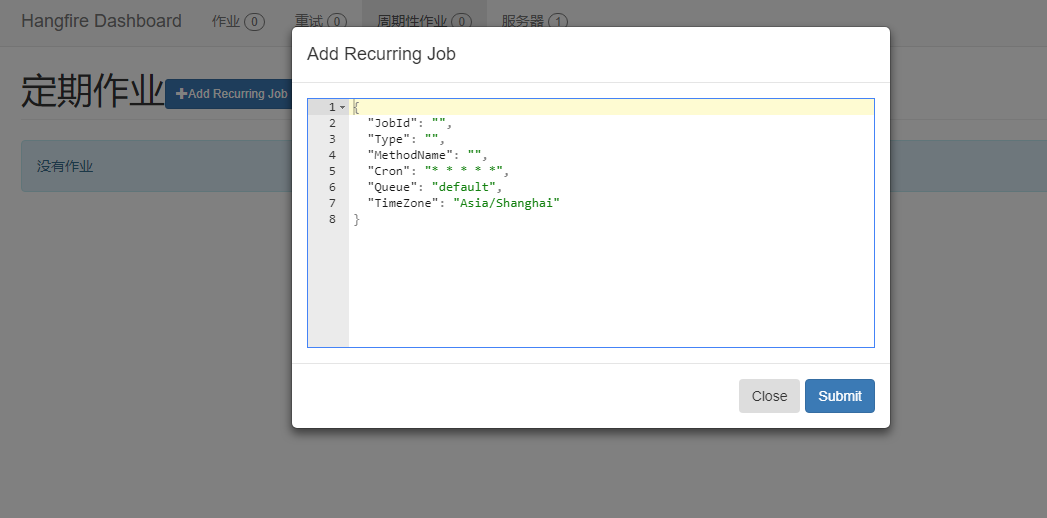 Hangfire Dashboard 作业 0 重试 0 周期性作业 0 服务器 1
Add Recurring Job
定期作业 Add Recurring Job
没有作业
1 {
2 "JobId": "",
3 "Type": "",
4 "MethodName": "",
5 "Cron": "* * * * *",
6 "Queue": "default",
7 "TimeZone": "Asia/Shanghai"
8 }
Close Submit